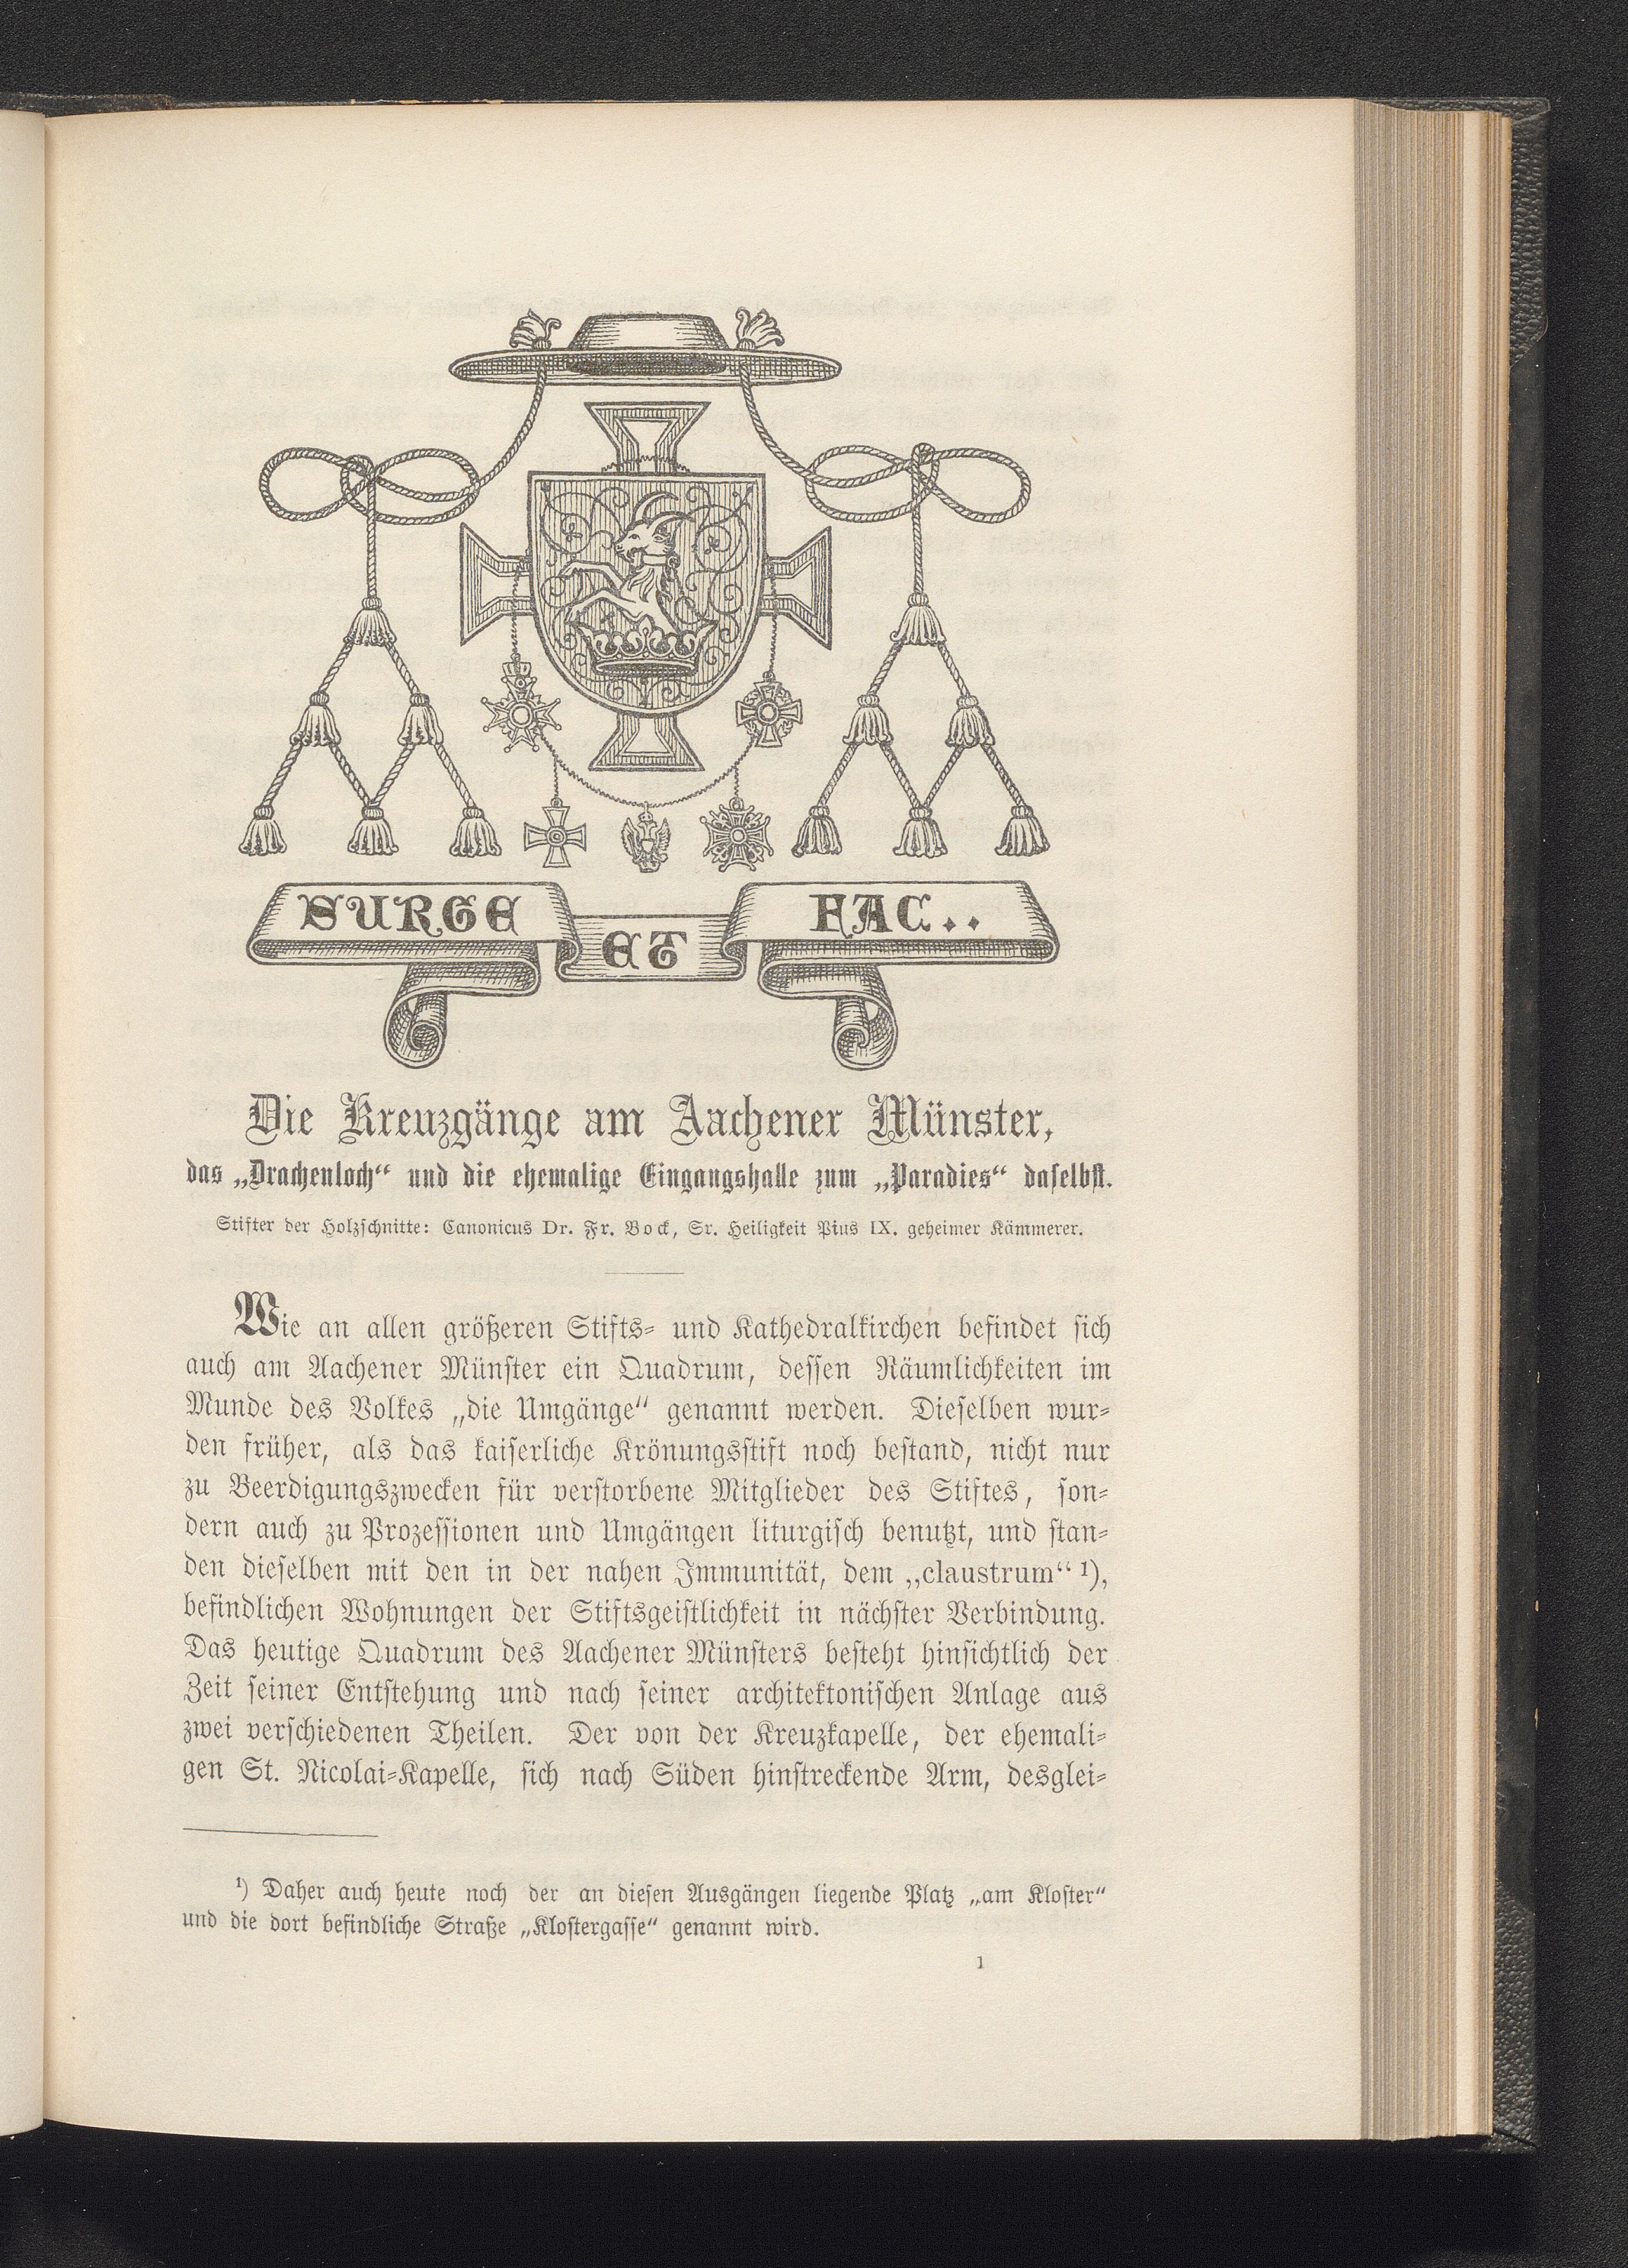 SURGE ET FAC..
Die Kreuzgänge am Aachener Münster,
das „Drachenloch“ und die ehemalige Eingangshalle zum „Paradies“ daselbst.
Stifter der Holzschnitte: Canonicus Dr. Fr. Bock, Sr. Heiligkeit Pius IX. geheimer Kämmerer.
Wie an allen größeren Stifts- und Kathedralkirchen befindet sich
auch am Aachener Münster ein Quadrum, dessen Räumlichkeiten im
Munde des Volkes „die Umgänge“ genannt werden. Dieselben wur-
den früher, als das kaiserliche Krönungsstift noch bestand, nicht nur
zu Beerdigungszwecken für verstorbene Mitglieder des Stiftes, son-
dern auch zu Prozessionen und Umgängen liturgisch benutzt, und stan-
den dieselben mit den in der nahen Immunität, dem „claustrum“ ¹),
befindlichen Wohnungen der Stiftsgeistlichkeit in nächster Verbindung.
Das heutige Quadrum des Aachener Münsters besteht hinsichtlich der
Zeit seiner Entstehung und nach seiner architektonischen Anlage aus
zwei verschiedenen Theilen. Der von der Kreuzkapelle, der ehemali-
gen St. Nicolai-Kapelle, sich nach Süden hinstreckende Arm, desglei-
¹) Daher auch heute noch der an diesen Ausgängen liegende Platz „am Kloster“
und die dort befindliche Straße „Klostergasse“ genannt wird.
1